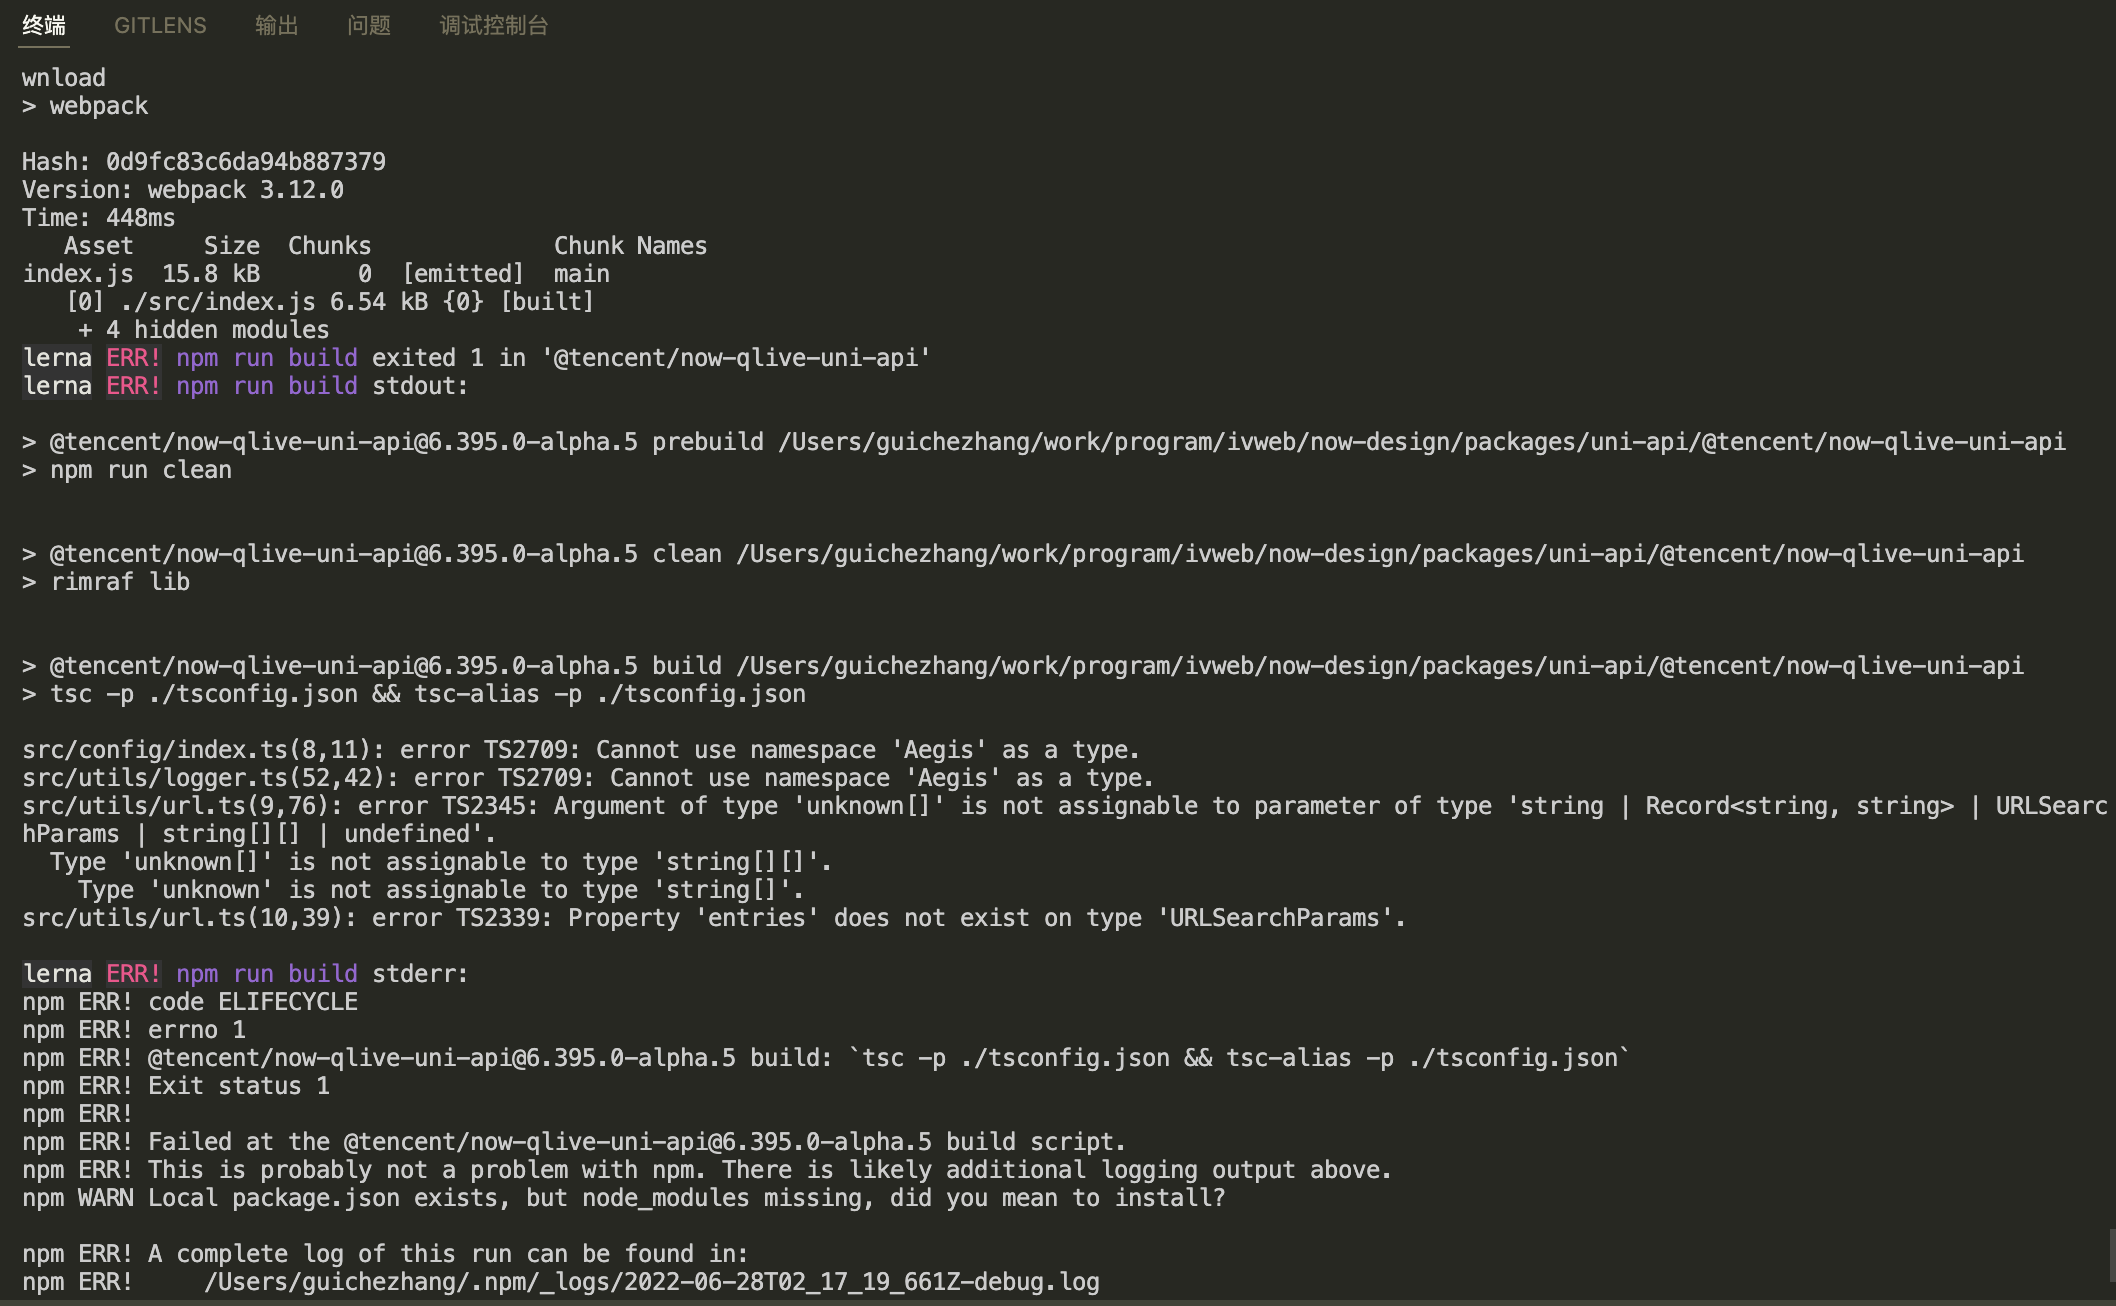 终端 GITLENS 输出 问题 调试控制台
wnload
> webpack
Hash: 0d9fc83c6da94b887379
Version: webpack 3.12.0
Time: 448ms
   Asset     Size  Chunks             Chunk Names
index.js  15.8 kB       0  [emitted]  main
   [0] ./src/index.js 6.54 kB {0} [built]
    + 4 hidden modules
lerna ERR! npm run build exited 1 in '@tencent/now-qlive-uni-api'
lerna ERR! npm run build stdout:
> @tencent/now-qlive-uni-api@6.395.0-alpha.5 prebuild /Users/guichezhang/work/program/ivweb/now-design/packages/uni-api/@tencent/now-qlive-uni-api
> npm run clean
> @tencent/now-qlive-uni-api@6.395.0-alpha.5 clean /Users/guichezhang/work/program/ivweb/now-design/packages/uni-api/@tencent/now-qlive-uni-api
> rimraf lib
> @tencent/now-qlive-uni-api@6.395.0-alpha.5 build /Users/guichezhang/work/program/ivweb/now-design/packages/uni-api/@tencent/now-qlive-uni-api
> tsc -p ./tsconfig.json && tsc-alias -p ./tsconfig.json
src/config/index.ts(8,11): error TS2709: Cannot use namespace 'Aegis' as a type.
src/utils/logger.ts(52,42): error TS2709: Cannot use namespace 'Aegis' as a type.
src/utils/url.ts(9,76): error TS2345: Argument of type 'unknown[]' is not assignable to parameter of type 'string | Record<string, string> | URLSearc
hParams | string[][] | undefined'.
  Type 'unknown[]' is not assignable to type 'string[][]'.
    Type 'unknown' is not assignable to type 'string[]'.
src/utils/url.ts(10,39): error TS2339: Property 'entries' does not exist on type 'URLSearchParams'.
lerna ERR! npm run build stderr:
npm ERR! code ELIFECYCLE
npm ERR! errno 1
npm ERR! @tencent/now-qlive-uni-api@6.395.0-alpha.5 build: `tsc -p ./tsconfig.json && tsc-alias -p ./tsconfig.json`
npm ERR! Exit status 1
npm ERR!
npm ERR! Failed at the @tencent/now-qlive-uni-api@6.395.0-alpha.5 build script.
npm ERR! This is probably not a problem with npm. There is likely additional logging output above.
npm WARN Local package.json exists, but node_modules missing, did you mean to install?
npm ERR! A complete log of this run can be found in:
npm ERR!     /Users/guichezhang/.npm/_logs/2022-06-28T02_17_19_661Z-debug.log